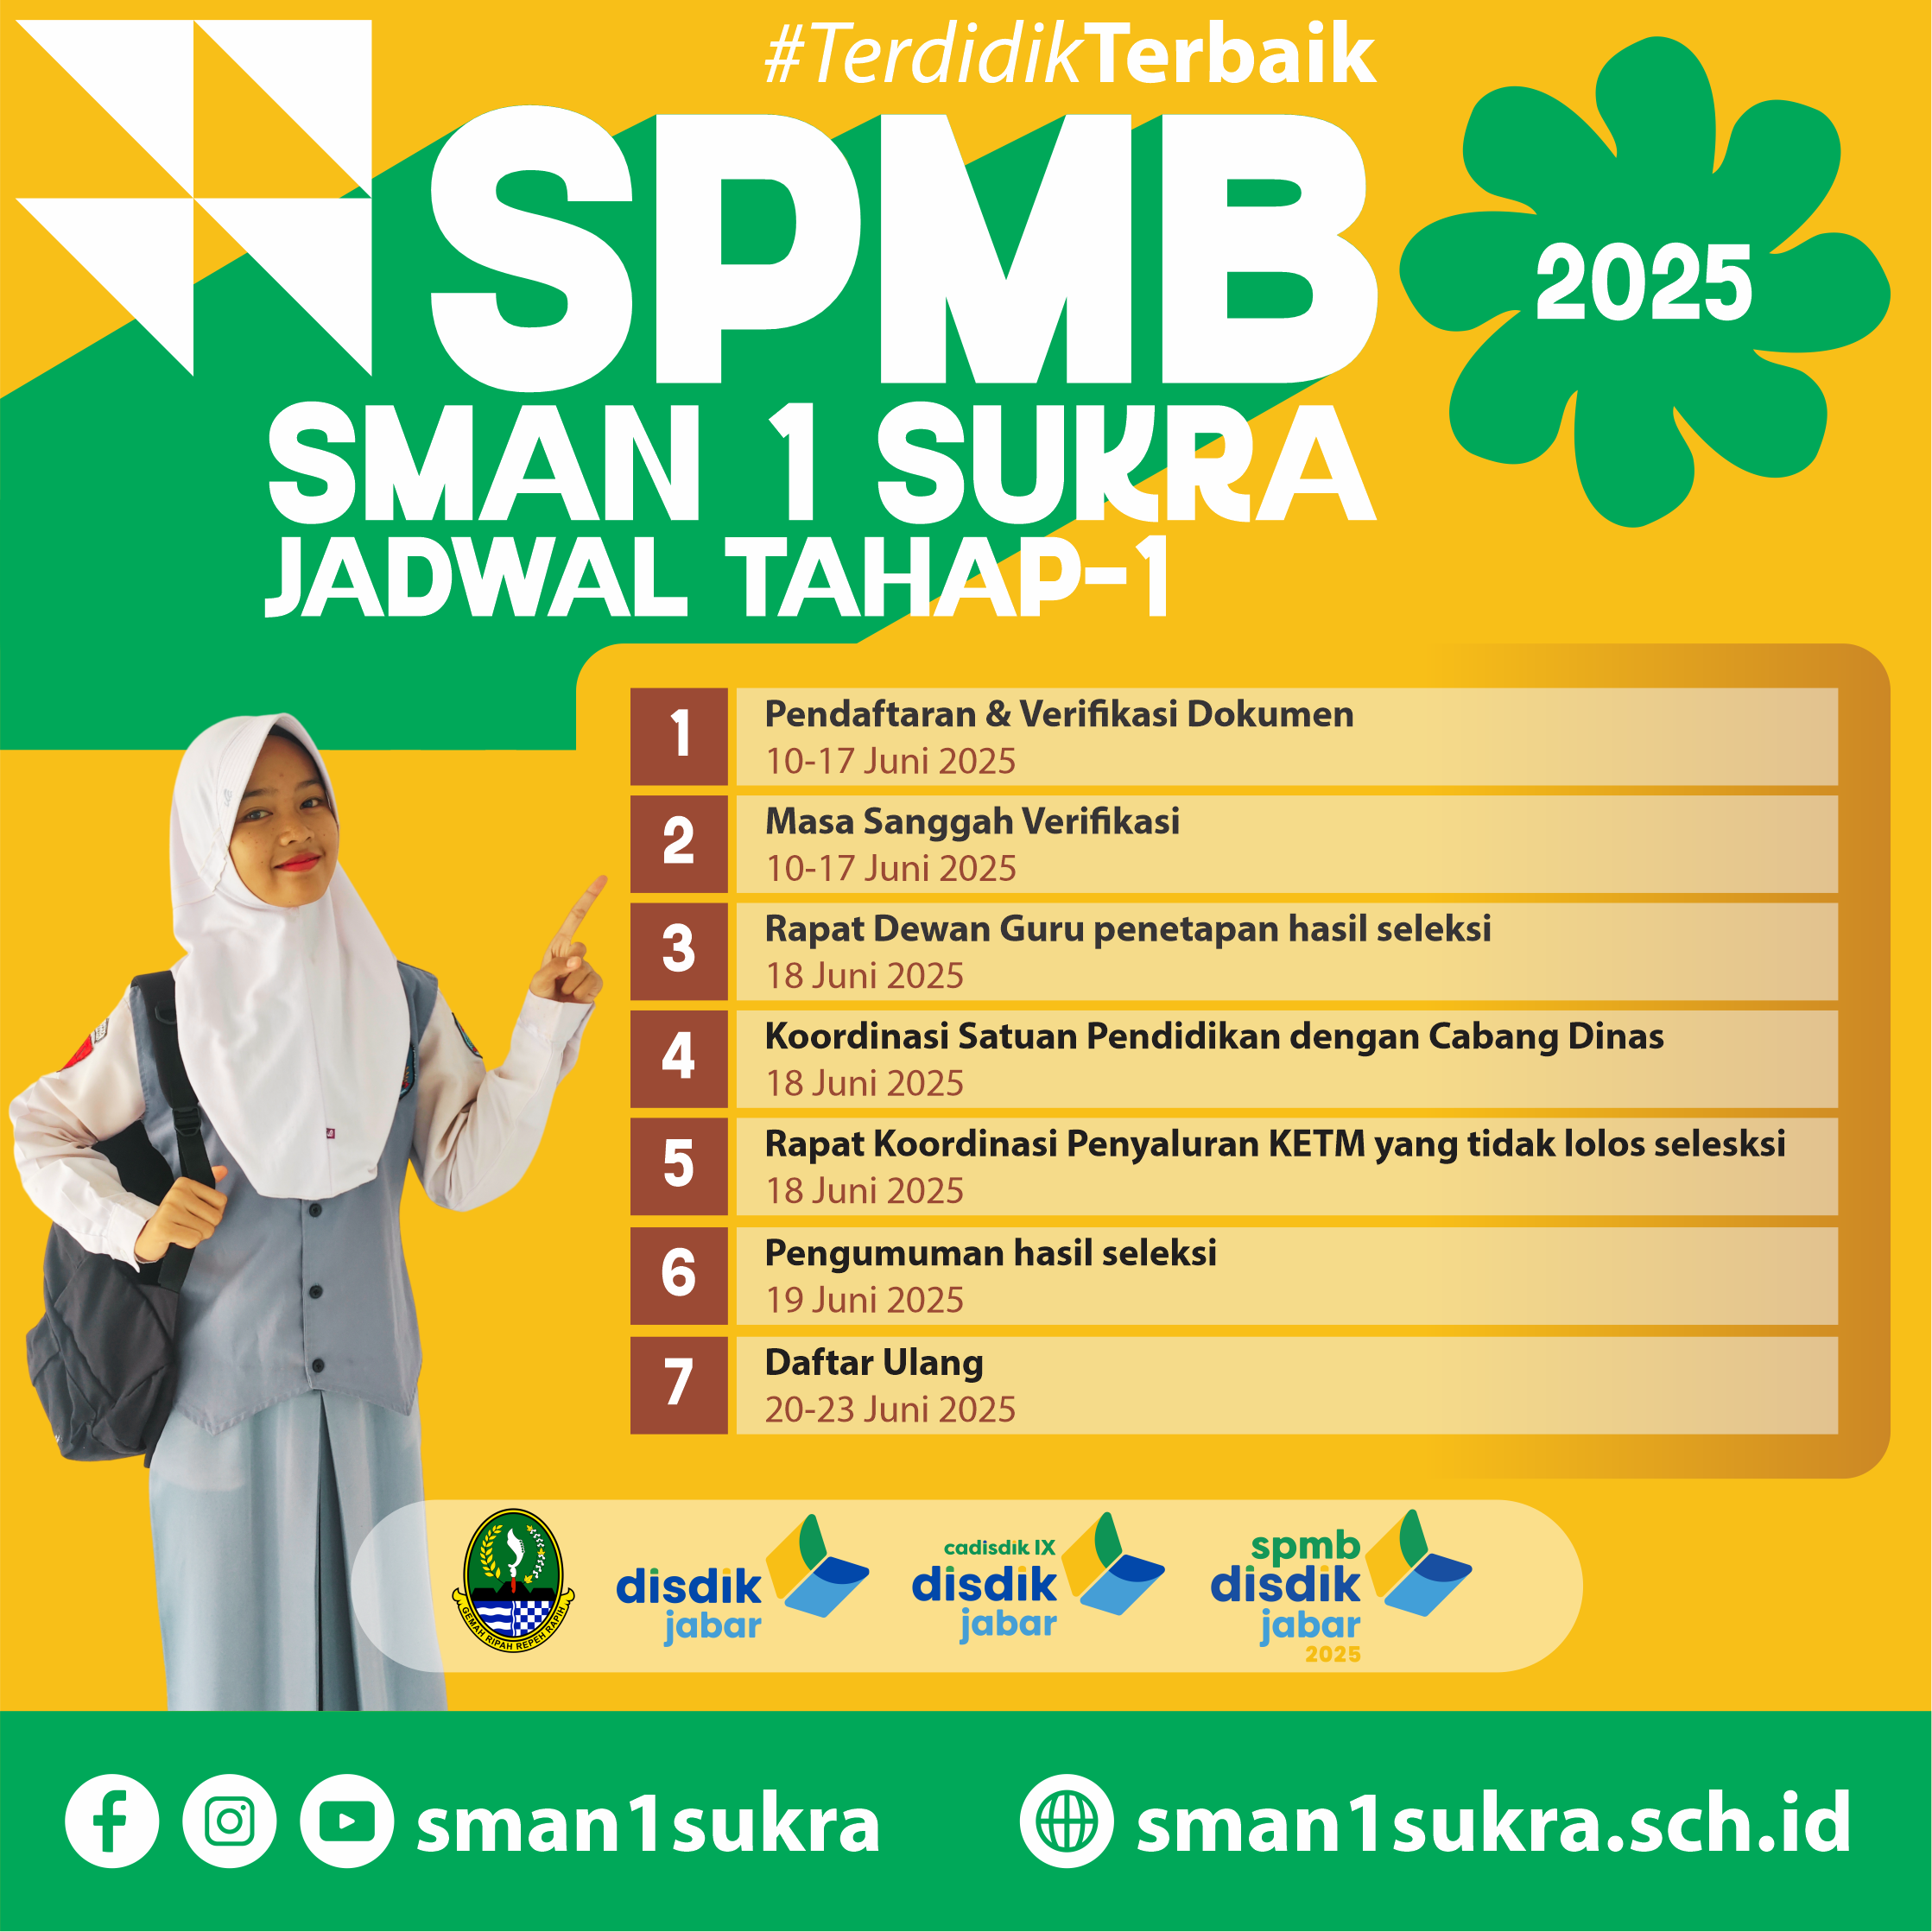 #TerdidikTerbaik
SPMB
2025
SMAN 1 SUKRA
JADWAL TAHAP-1
1
Pendaftaran & Verifikasi Dokumen
10-17 Juni 2025
2
Masa Sanggah Verifikasi
10-17 Juni 2025
3
Rapat Dewan Guru penetapan hasil seleksi
18 Juni 2025
4
Koordinasi Satuan Pendidikan dengan Cabang Dinas
18 Juni 2025
5
Rapat Koordinasi Penyaluran KETM yang tidak lolos selesksi
18 Juni 2025
6
Pengumuman hasil seleksi
19 Juni 2025
7
Daftar Ulang
20-23 Juni 2025
GEMAH RIPAH REPEH RAPIH
disdik
jabar
cadisdik IX
disdik
jabar
spmb
disdik
jabar
2025
sman1sukra
sman1sukra.sch.id